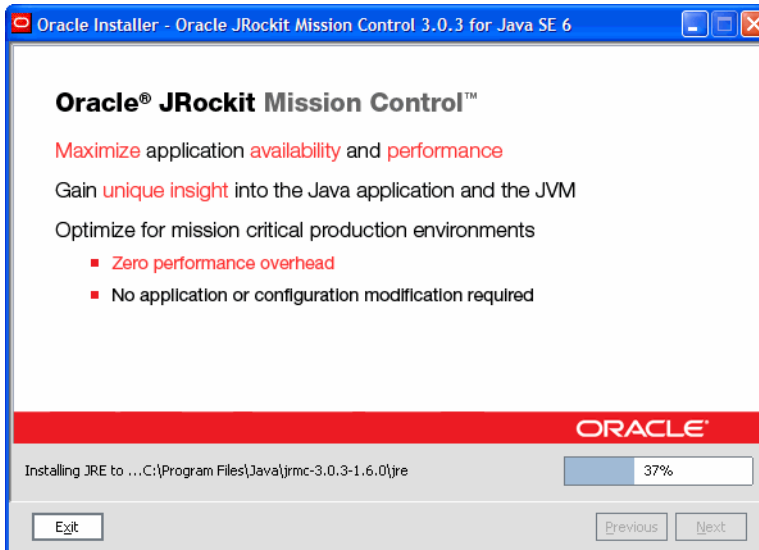 Oracle Installer - Oracle JRockit Mission Control 3.0.3 for Java SE 6
Oracle® JRockit Mission Control™
Maximize application availability and performance
Gain unique insight into the Java application and the JVM
Optimize for mission critical production environments
Zero performance overhead
No application or configuration modification required
ORACLE®
Installing JRE to ...C:\Program Files\Java\jrmc-3.0.3-1.6.0\jre
37%
Exit
Previous
Next